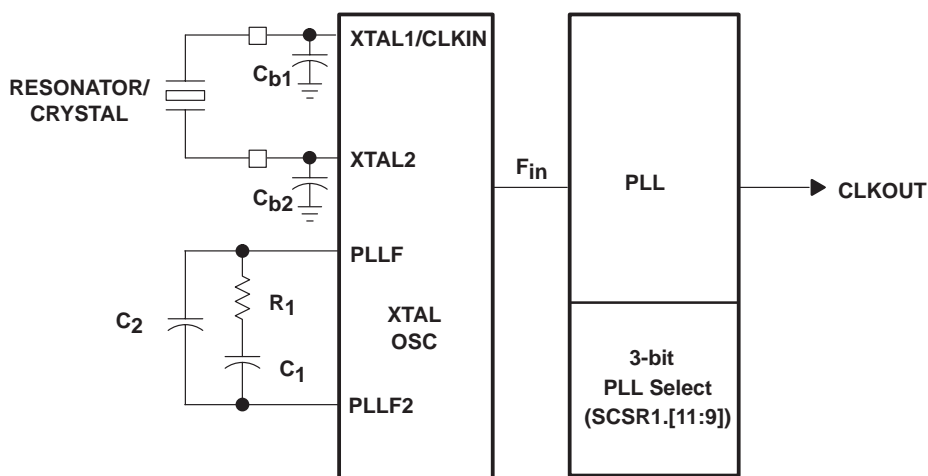 XTAL1/CLKIN
Cb1
RESONATOR/
CRYSTAL
XTAL2
Cb2
Fin
PLL
CLKOUT
PLLF
R1
C2
XTAL
OSC
C1
3-bit
PLL Select
(SCSR1.[11:9])
PLLF2